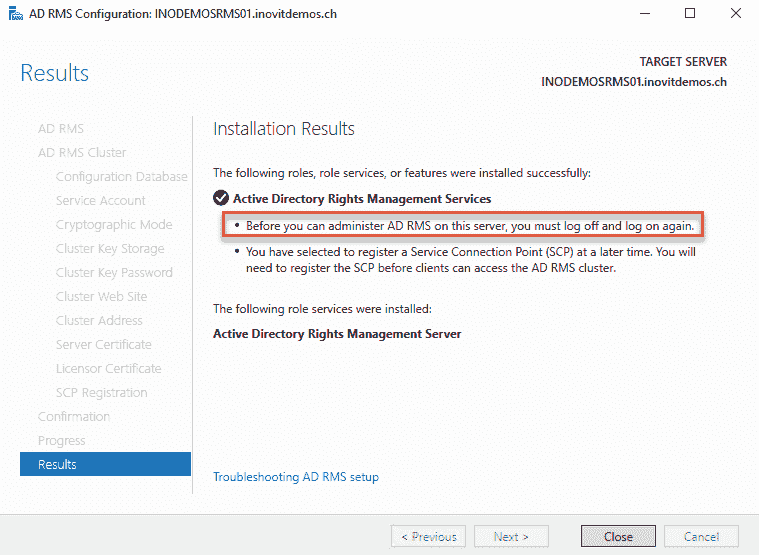 AD RMS Configuration: INODEMOSRMS01.inovitdemos.ch
Results
TARGET SERVER
INODEMOSRMS01.inovitdemos.ch
AD RMS
AD RMS Cluster
Configuration Database
Service Account
Cryptographic Mode
Cluster Key Storage
Cluster Key Password
Cluster Web Site
Cluster Address
Server Certificate
Licensor Certificate
SCP Registration
Confirmation
Progress
Results
Installation Results
The following roles, role services, or features were installed successfully:
Active Directory Rights Management Services
• Before you can administer AD RMS on this server, you must log off and log on again.
• You have selected to register a Service Connection Point (SCP) at a later time. You will
need to register the SCP before clients can access the AD RMS cluster.
The following role services were installed:
Active Directory Rights Management Server
Troubleshooting AD RMS setup
< Previous
Next >
Close
Cancel